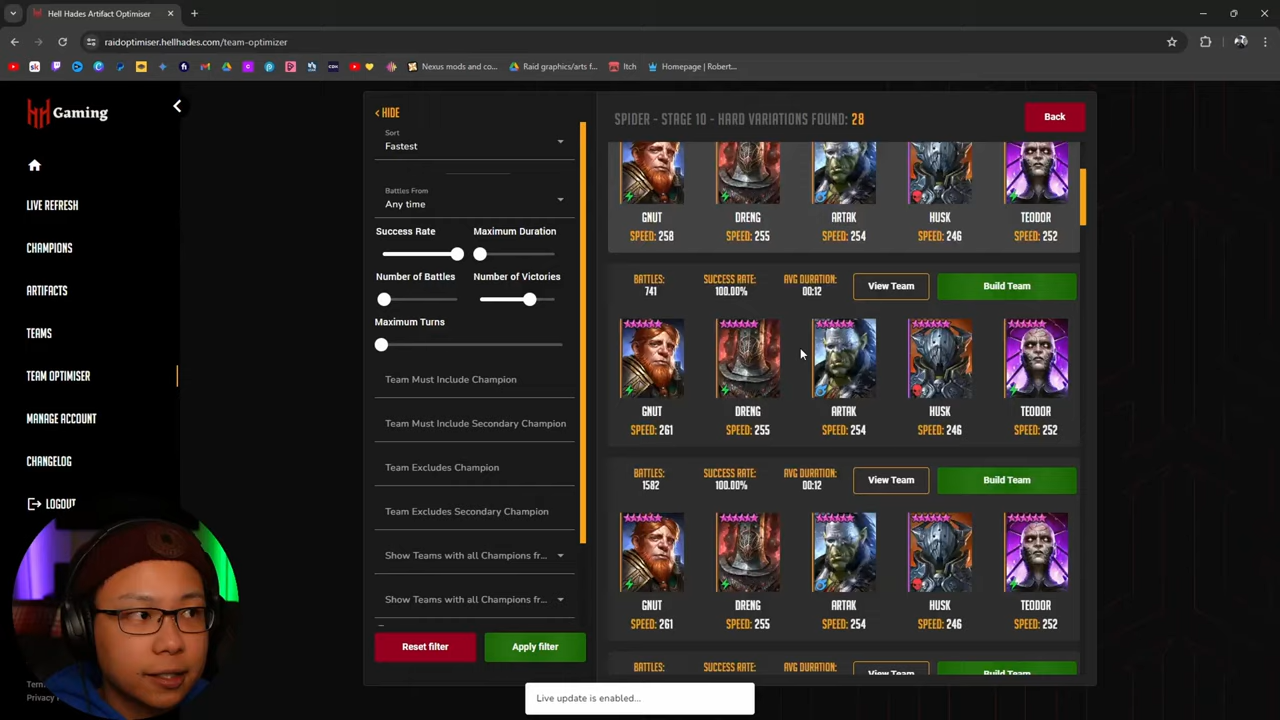 Hell Hades Artifact Optimiser
raidoptimiser.hellhades.com/team-optimizer
Nexus mods and co...
Raid graphics/arts f...
Itch
Homepage | Robert...
Gaming
LIVE REFRESH
CHAMPIONS
ARTIFACTS
TEAMS
TEAM OPTIMISER
MANAGE ACCOUNT
CHANGELOG
LOGOUT
Privacy
HIDE
Sort
Fastest
Battles From
Any time
Success Rate
Maximum Duration
Number of Battles
Number of Victories
Maximum Turns
Team Must Include Champion
Team Must Include Secondary Champion
Team Excludes Champion
Team Excludes Secondary Champion
Show Teams with all Champions fr...
Show Teams with all Champions fr...
Reset filter
Apply filter
SPIDER - STAGE 10 - HARD VARIATIONS FOUND: 28
Back
GNUT DRENG ARTAK HUSK TEODOR
SPEED: 258 SPEED: 255 SPEED: 254 SPEED: 246 SPEED: 252
BATTLES: SUCCESS RATE: AVG DURATION:
741 100.00% 00:12
View Team
Build Team
GNUT DRENG ARTAK HUSK TEODOR
SPEED: 261 SPEED: 255 SPEED: 254 SPEED: 246 SPEED: 252
BATTLES: SUCCESS RATE: AVG DURATION:
1582 100.00% 00:12
View Team
Build Team
GNUT DRENG ARTAK HUSK TEODOR
SPEED: 261 SPEED: 255 SPEED: 254 SPEED: 246 SPEED: 252
BATTLES: SUCCESS RATE: AVG DURATION:
View Team
Build Team
Live update is enabled...